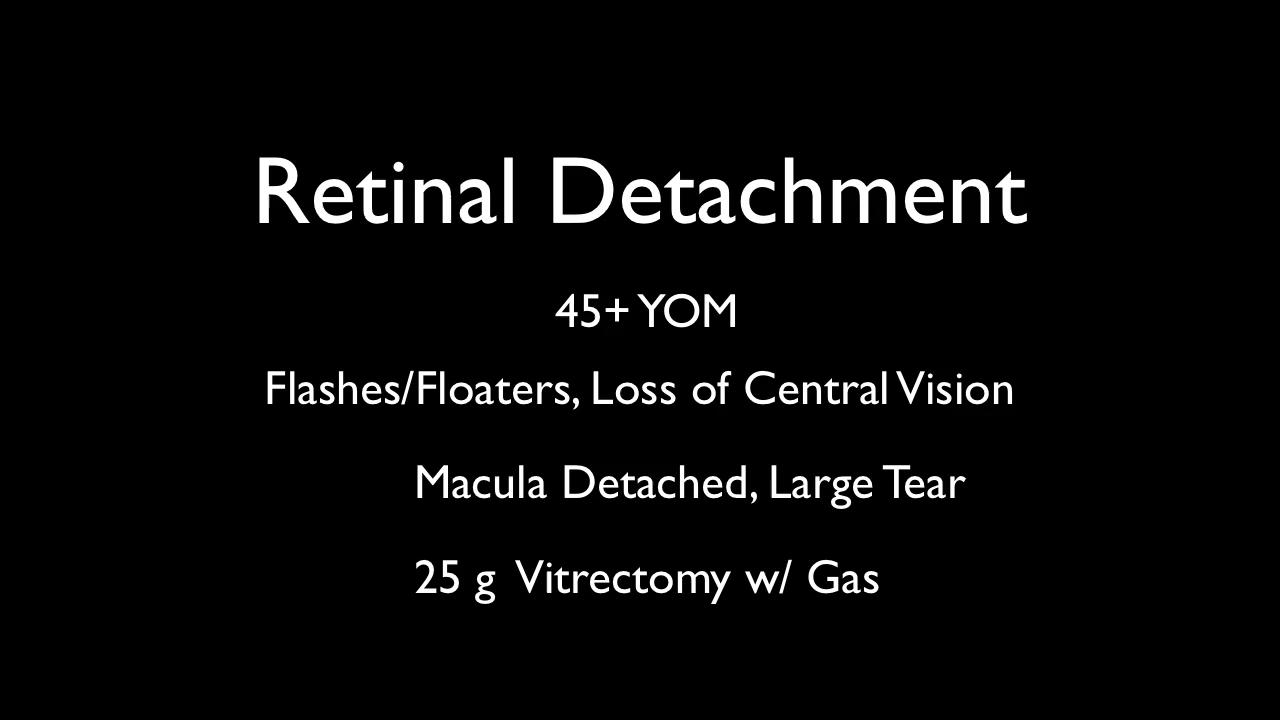 Retinal Detachment
45+ YOM
Flashes/Floaters, Loss of Central Vision
Macula Detached, Large Tear
25 g Vitrectomy w/ Gas